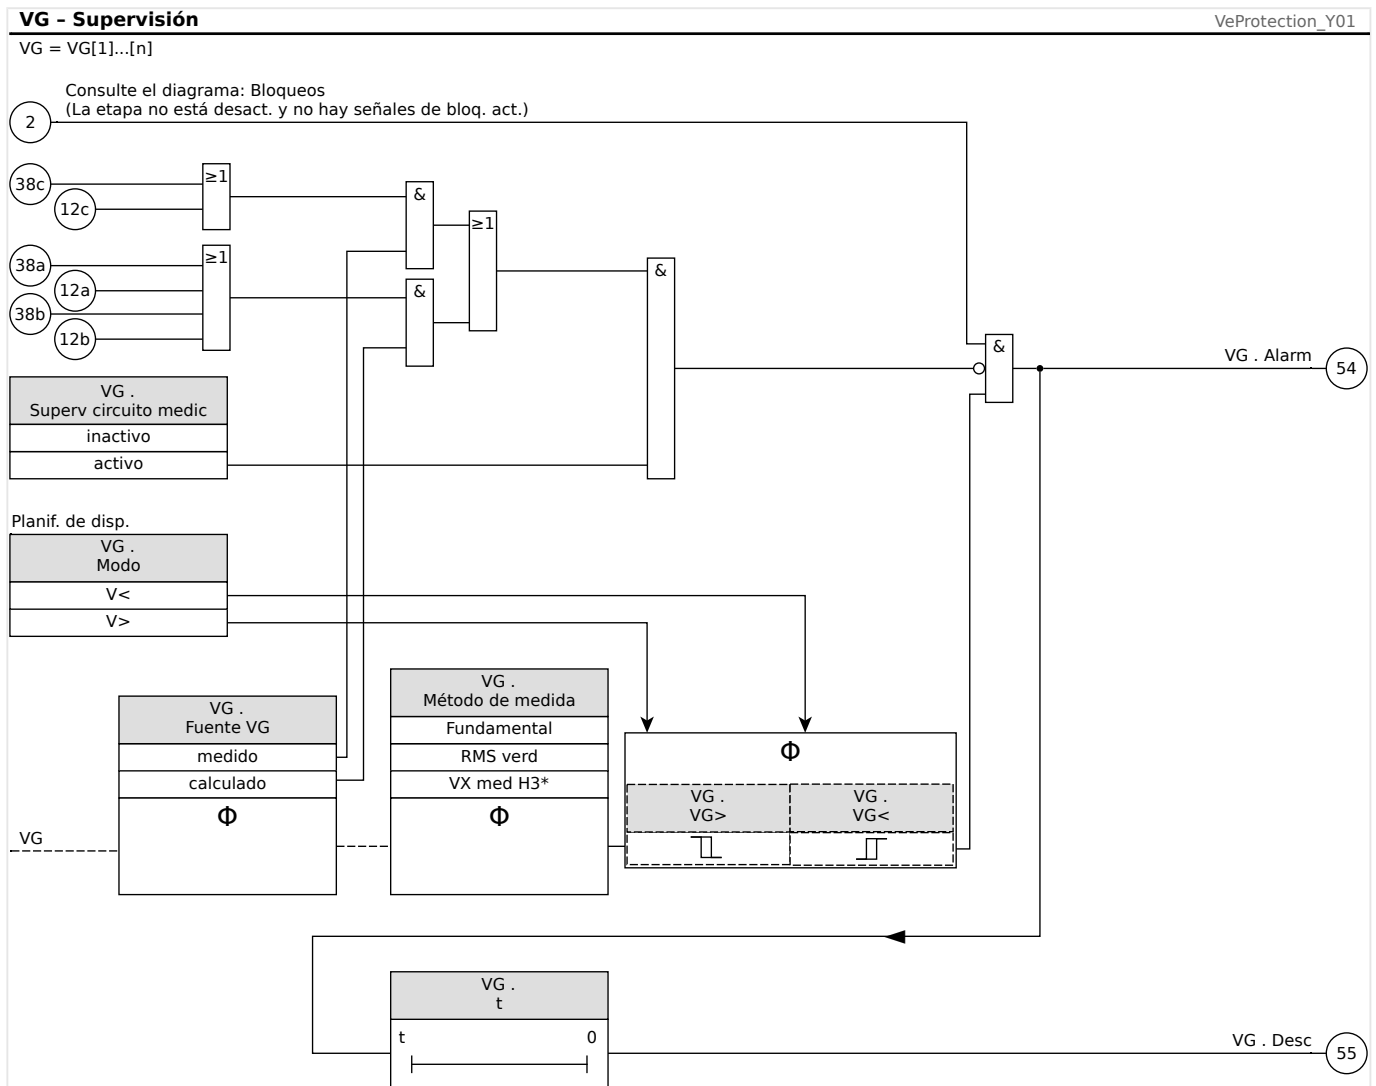 VG – Supervisión
VeProtection_Y01
VG = VG[1]...[n]
Consulte el diagrama: Bloqueos
(La etapa no está desact. y no hay señales de bloq. act.)
2
38c
12c
≥1
&
≥1
38a
12a
38b
12b
≥1
&
&
&
VG . Alarm
54
VG .
Superv circuito medic
inactivo
activo
Planif. de disp.
VG .
Modo
V<
V>
VG .
Fuente VG
medido
calculado
Φ
VG
VG .
Método de medida
Fundamental
RMS verd
VX med H3*
Φ
Φ
VG .
VG>
VG .
VG<
VG .
t
t
0
VG . Desc
55